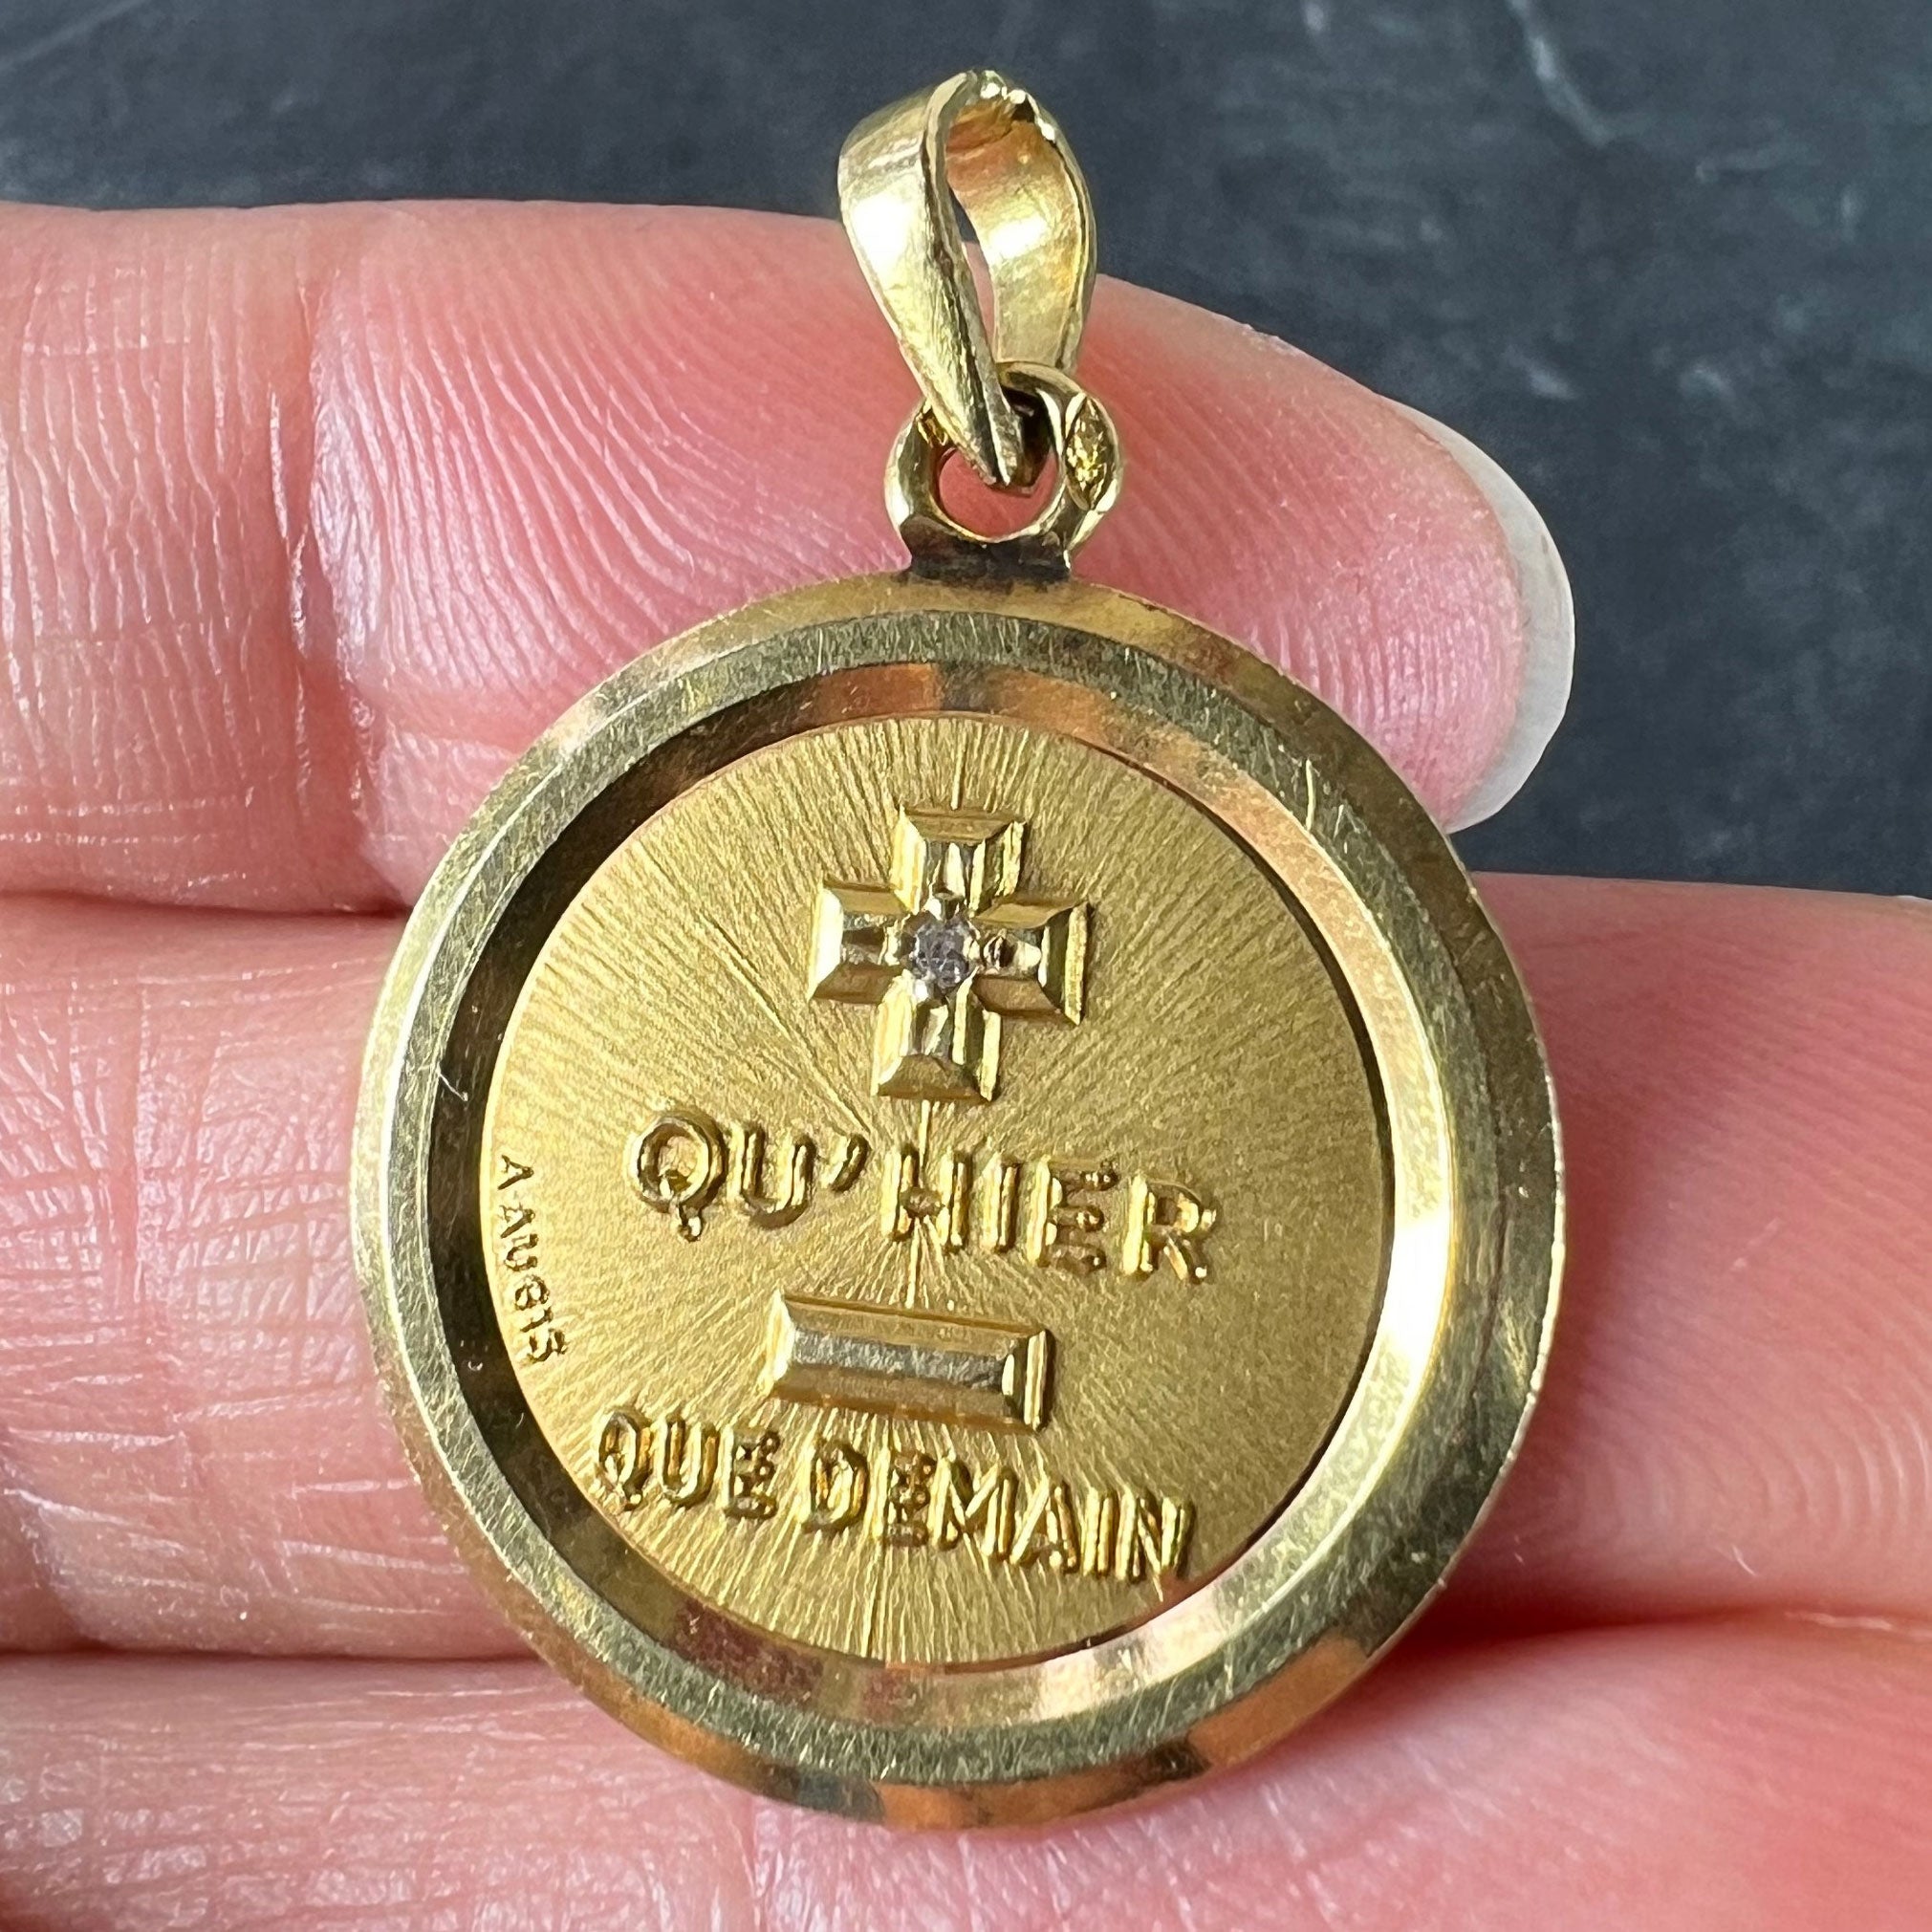 +
QU'HIER
-
QUE DEMAIN
A·AUGIS